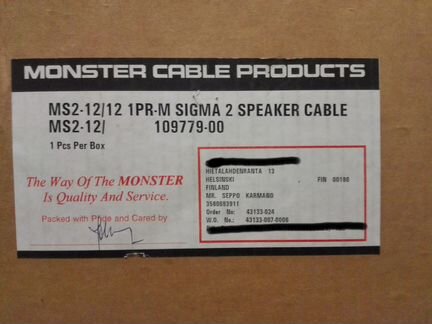 MONSTER CABLE PRODUCTS
MS2-12/12 1PR-M SIGMA 2 SPEAKER CABLE
MS2-12/ 109779-00
1 Pcs Per Box
The Way Of The MONSTER
Is Quality And Service.
Packed with Pride and Cared by
HIETALAHDENRANTA 13
HELSINSKI FIN 00180
FINLAND
MR. SEPPO KARMANO
3580693911
Order No: 43133-024
W.O. No.: 43133-007-0006